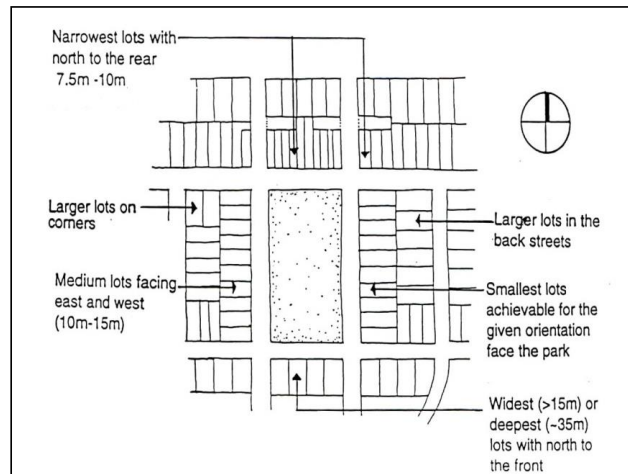 Narrowest lots with
north to the rear
7.5m -10m
Larger lots on
corners
Larger lots in the
back streets
Medium lots facing
east and west
(10m-15m)
Smallest lots
achievable for the
given orientation
face the park
Widest (>15m) or
deepest (~35m)
lots with north to
the front